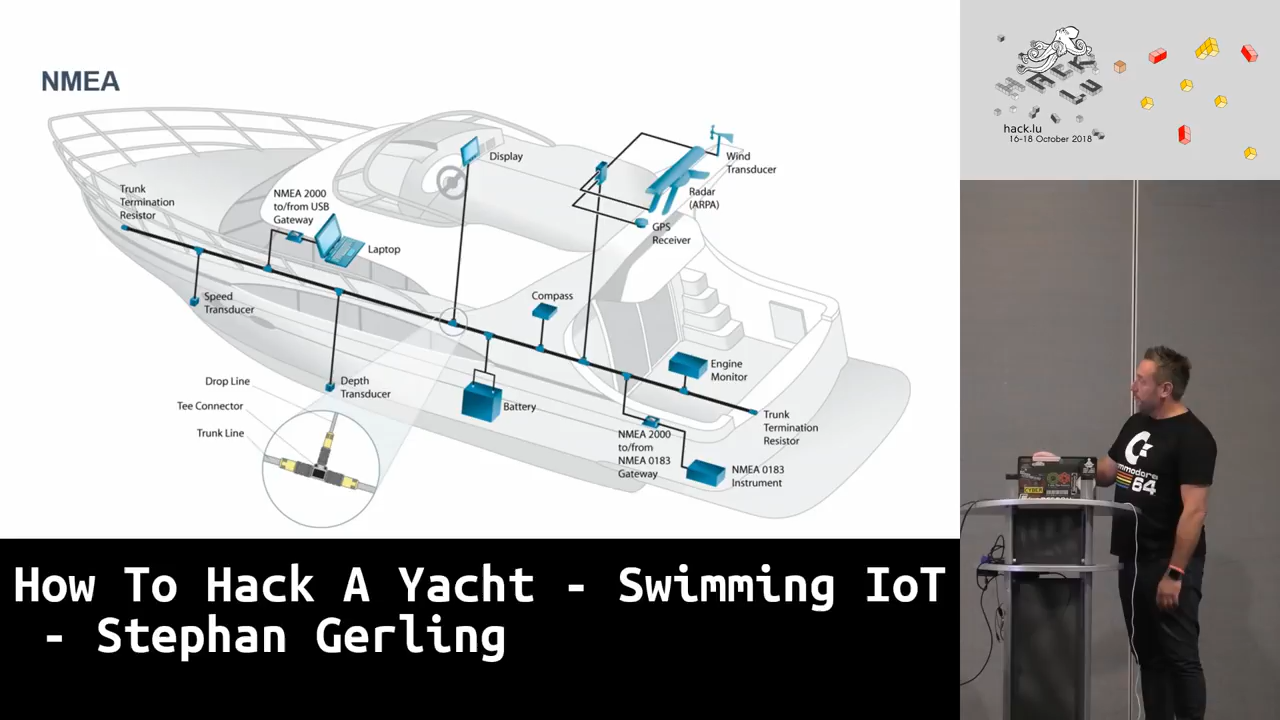 NMEA
Display
Wind
Transducer
Trunk
Termination
Resistor
NMEA 2000
to/from USB
Gateway
Radar
(ARPA)
Laptop
GPS
Receiver
Speed
Transducer
Compass
Engine
Monitor
Drop Line
Depth
Transducer
Tee Connector
Battery
Trunk Line
Trunk
Termination
Resistor
NMEA 2000
to/from
NMEA 0183
Gateway
NMEA 0183
Instrument
How To Hack A Yacht - Swimming IoT
- Stephan Gerling
HACK
LU
hack.lu
16-18 October 2018
commodore
64
CYBER